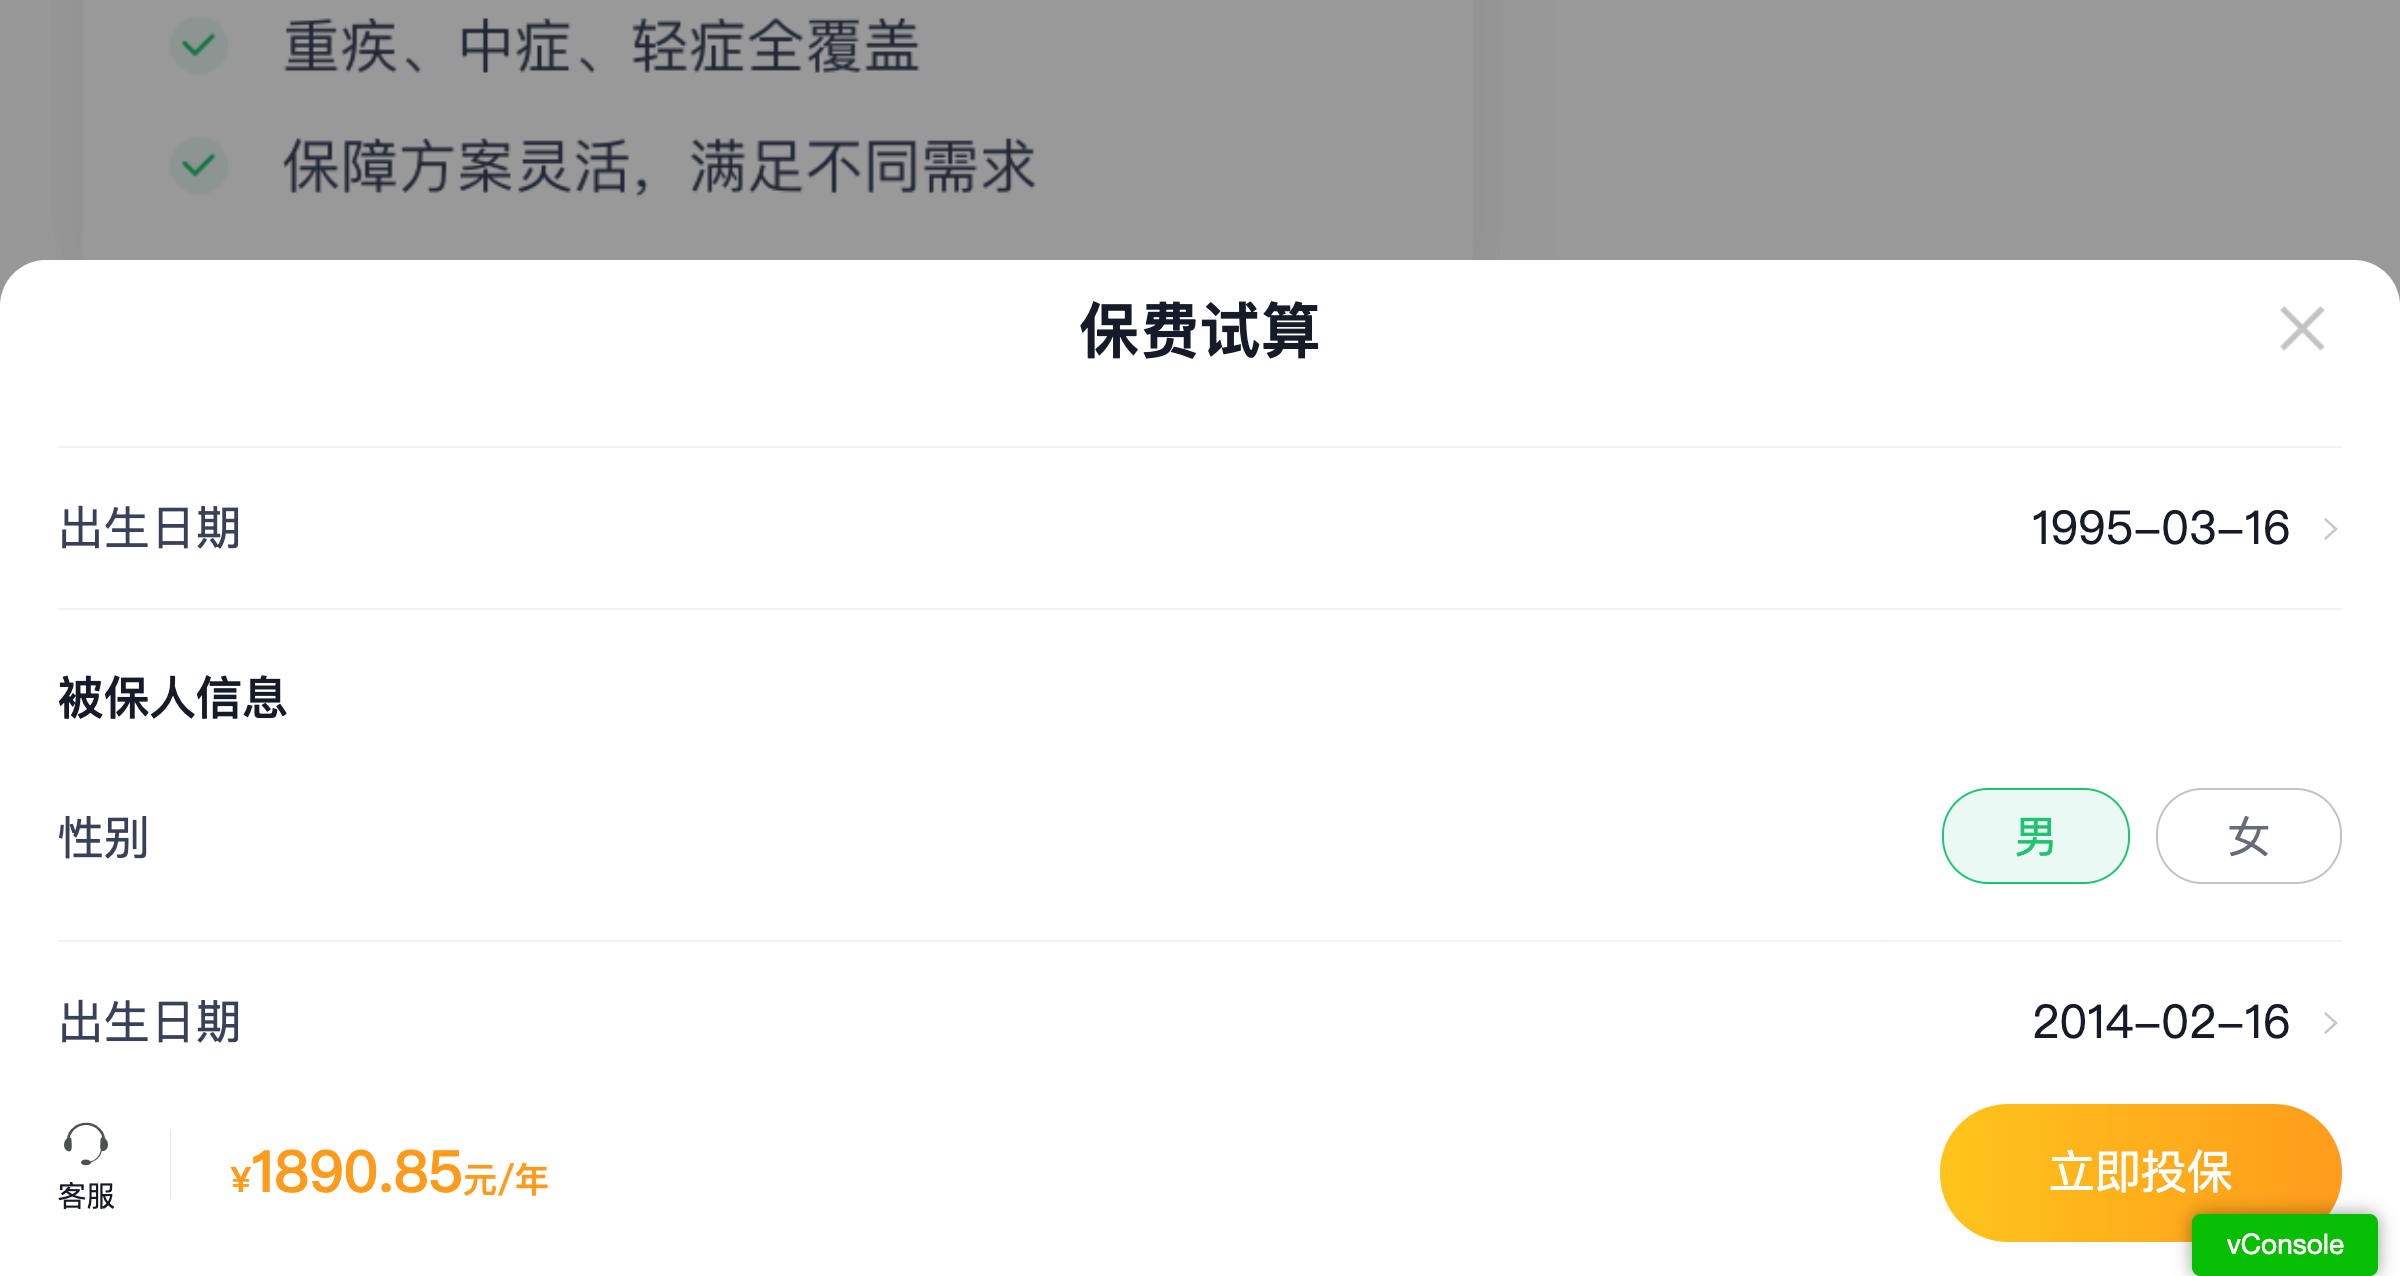 重疾、中症、轻症全覆盖
保障方案灵活，满足不同需求
保费试算
出生日期
1995-03-16
被保人信息
性别
男
女
出生日期
2014-02-16
客服
¥1890.85元/年
立即投保
vConsole